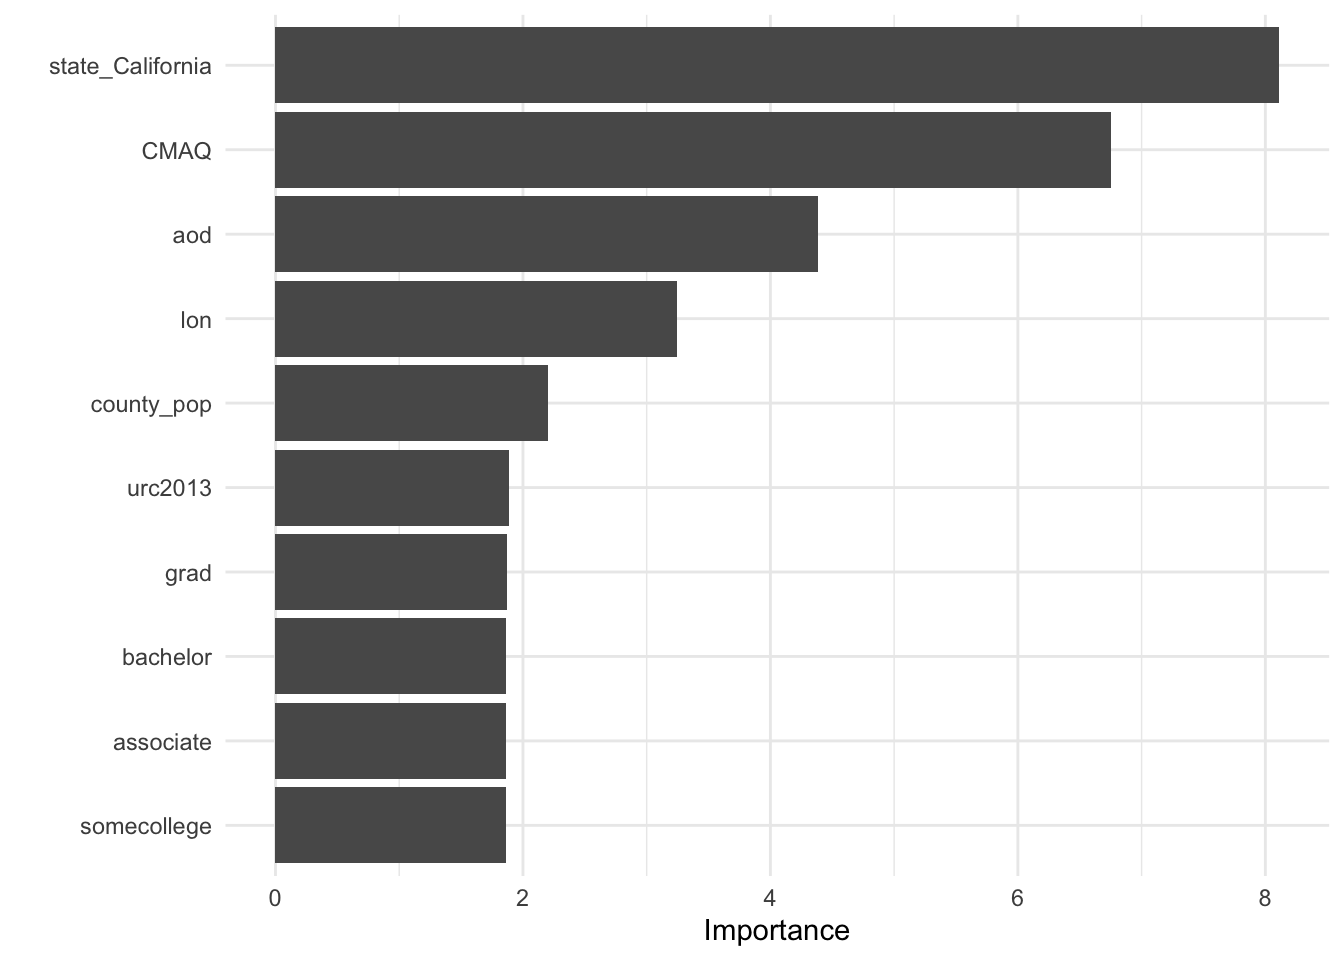 state_California
CMAQ
aod
lon
county_pop
urc2013
grad
bachelor
associate
somecollege
0 2 4 6 8
Importance